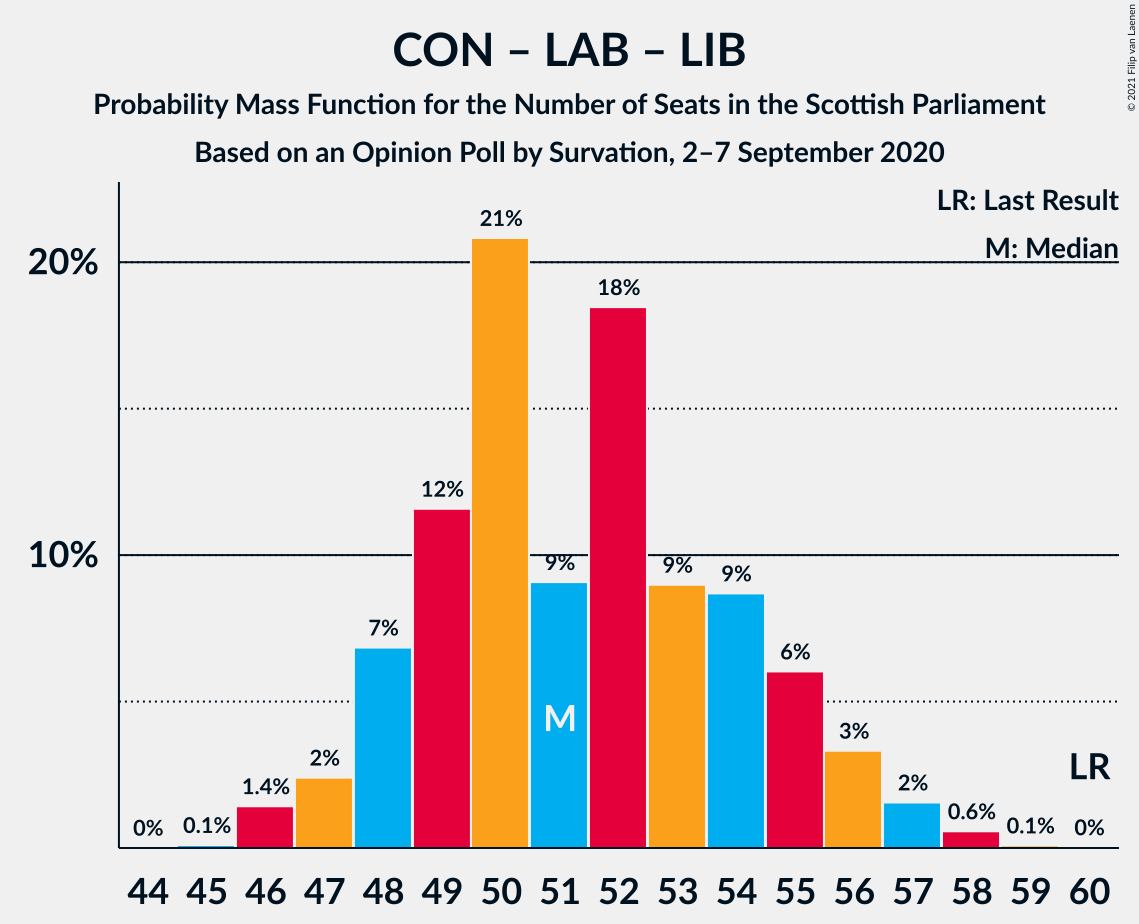 CON – LAB – LIB
Probability Mass Function for the Number of Seats in the Scottish Parliament
Based on an Opinion Poll by Survation, 2–7 September 2020
© 2021 Filip van Laenen
LR: Last Result
M: Median
20%
10%
0%
0.1%
1.4%
2%
7%
12%
21%
9%
18%
9%
9%
6%
3%
2%
0.6%
0.1%
0%
M
LR
44 45 46 47 48 49 50 51 52 53 54 55 56 57 58 59 60